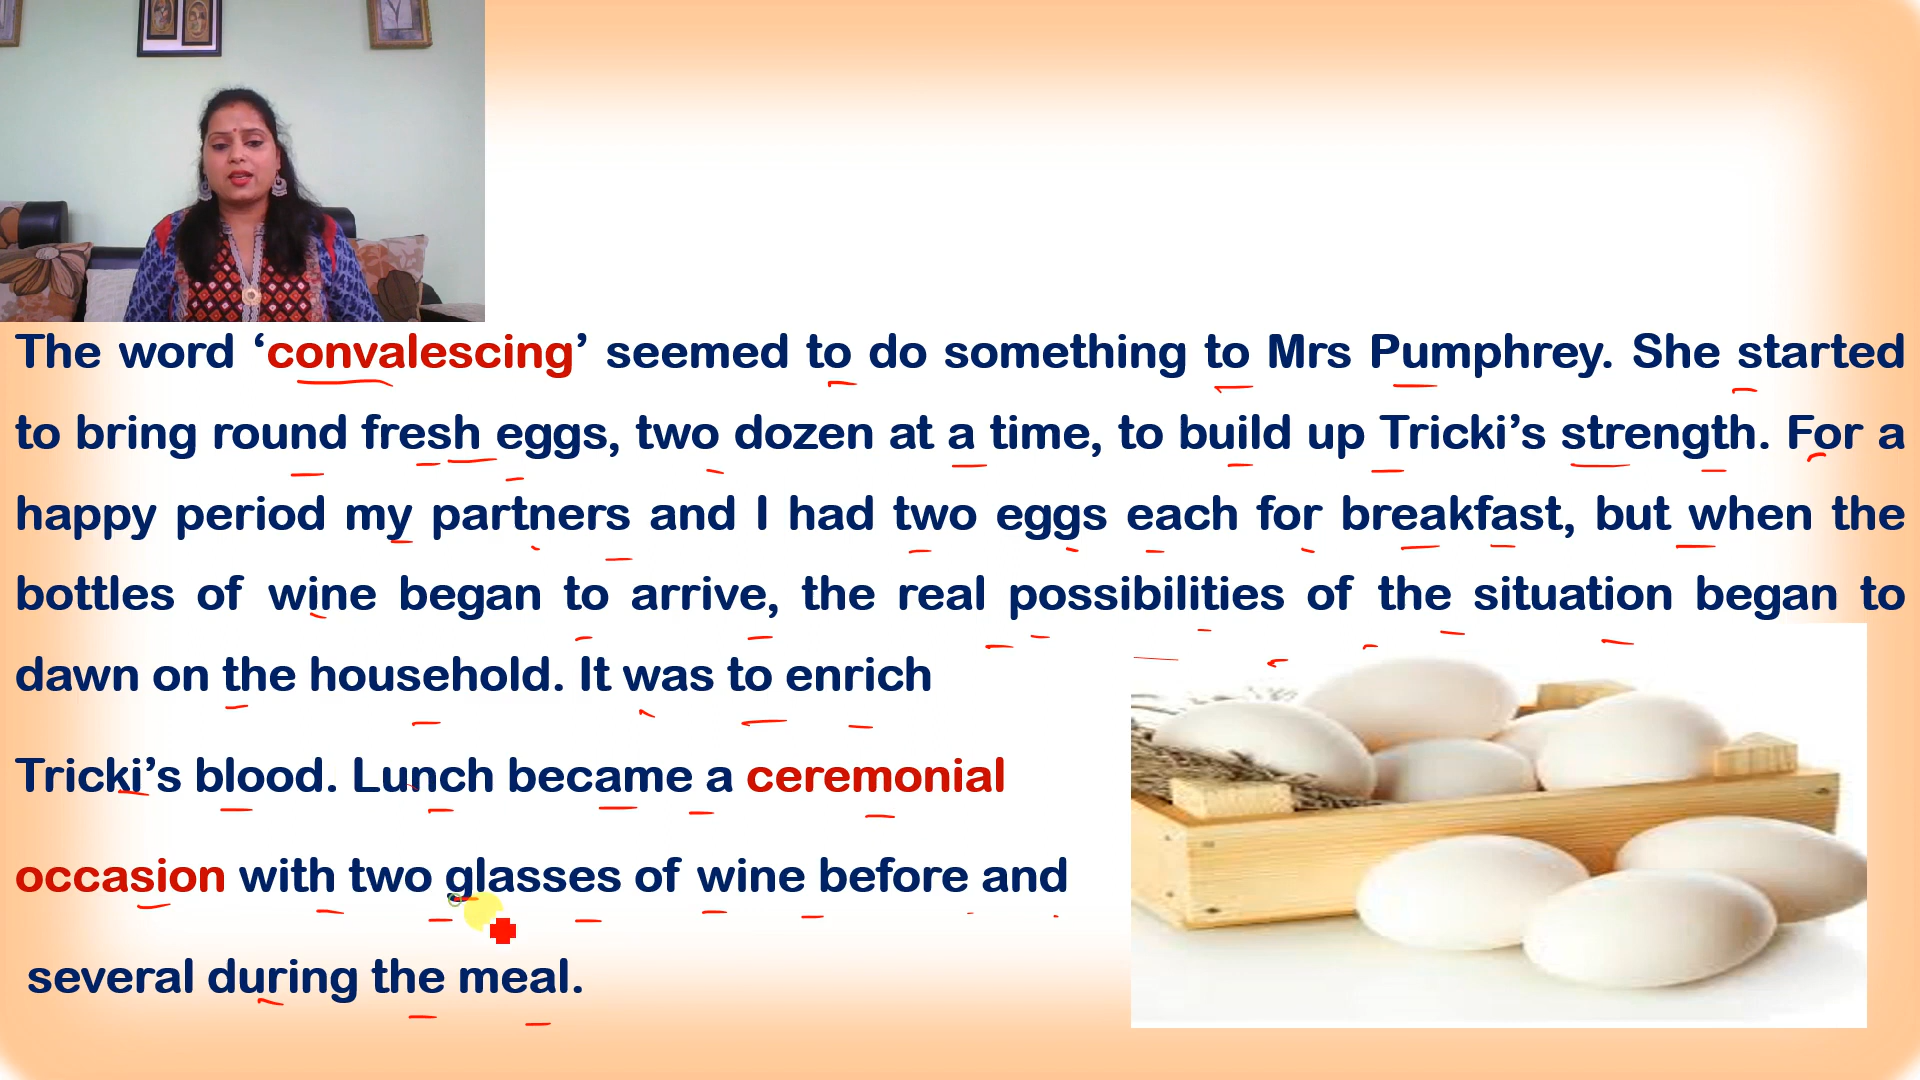 The word ‘convalescing’ seemed to do something to Mrs Pumphrey. She started
to bring round fresh eggs, two dozen at a time, to build up Tricki’s strength. For a
happy period my partners and I had two eggs each for breakfast, but when the
bottles of wine began to arrive, the real possibilities of the situation began to
dawn on the household. It was to enrich
Tricki’s blood. Lunch became a ceremonial
occasion with two glasses of wine before and
several during the meal.